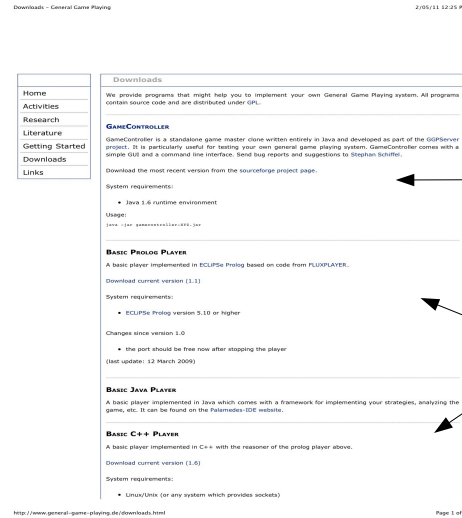 Downloads – General Game Playing
2/05/11 12:25 P
Downloads
Home
Activities
Research
Literature
Getting Started
Downloads
Links
We provide programs that might help you to implement your own General Game Playing system. All programs
contain source code and are distributed under GPL.
GAMECONTROLLER
GameController is a standalone game master clone written entirely in Java and developed as part of the GGPServer
project. It is particularly useful for testing your own general game playing system. GameController comes with a
simple GUI and a command line interface. Send bug reports and suggestions to Stephan Schiffel.
Download the most recent version from the sourceforge project page.
System requirements:
• Java 1.6 runtime environment
Usage:
BASIC PROLOG PLAYER
A basic player implemented in ECLiPSe Prolog based on code from FLUXPLAYER.
Download current version (1.1)
System requirements:
• ECLiPSe Prolog version 5.10 or higher
Changes since version 1.0
• the port should be free now after stopping the player
(last update: 12 March 2009)
BASIC JAVA PLAYER
A basic player implemented in Java which comes with a framework for implementing your strategies, analyzing the
game, etc. It can be found on the Palamedes-IDE website.
BASIC C++ PLAYER
A basic player implemented in C++ with the reasoner of the prolog player above.
Download current version (1.6)
System requirements:
• Linux/Unix (or any system which provides sockets)
http://www.general-game-playing.de/downloads.html
Page 1 of